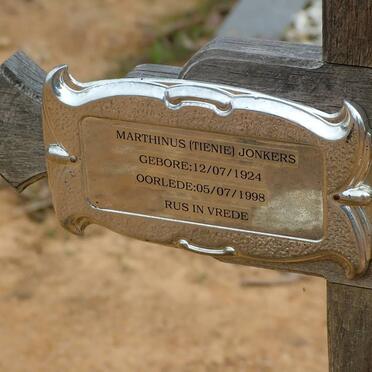 MARTHINUS (TIENIE) JONKERS
GEBORE:12/07/1924
OORLEDE:05/07/1998
RUS IN VREDE